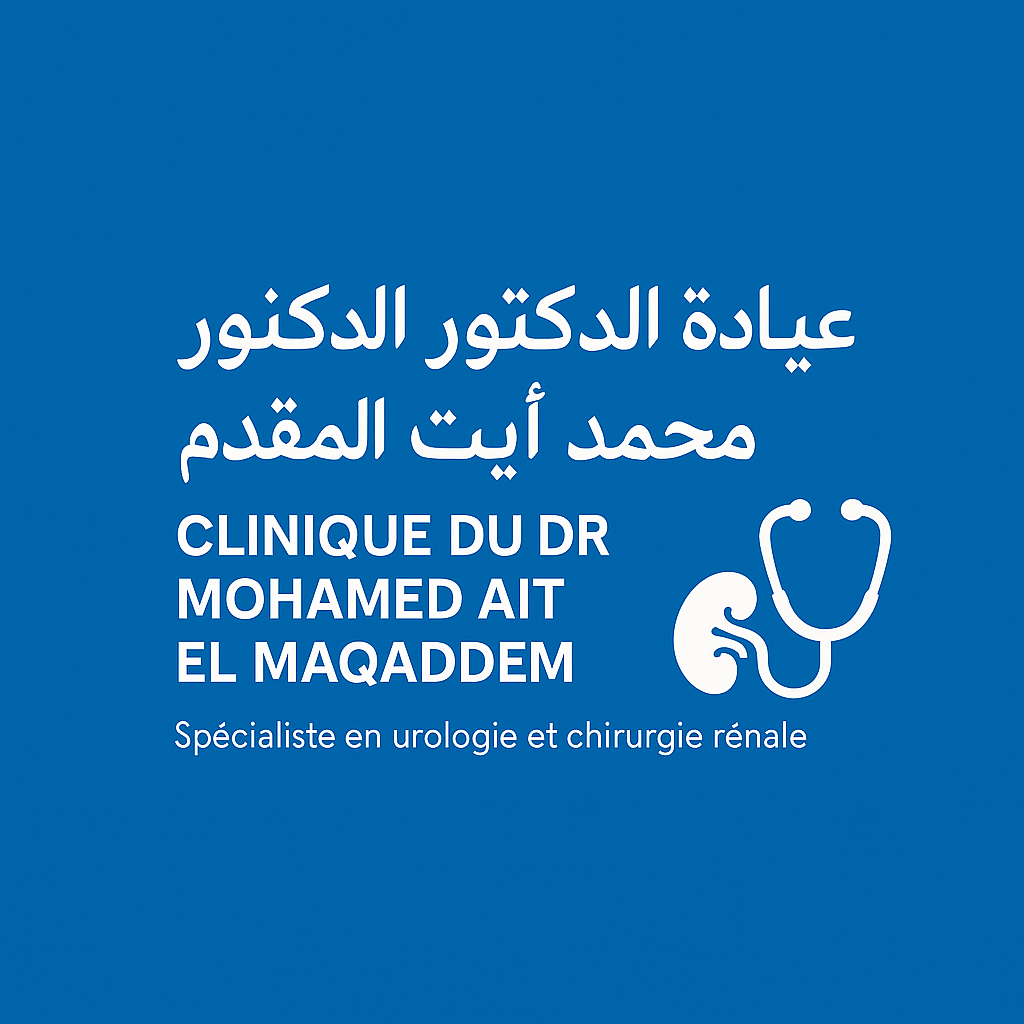 عيادة الدكتور الدكنور
محمد أيت المقدم
CLINIQUE DU DR
MOHAMED AIT
EL MAQADDEM
Spécialiste en urologie et chirurgie rénale